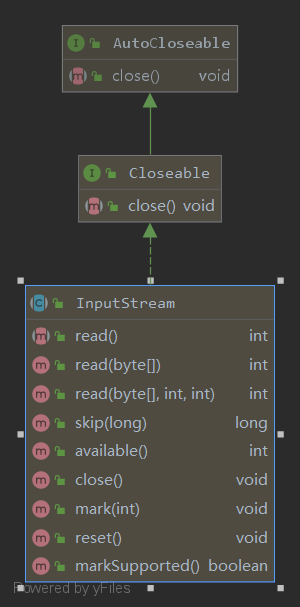 I AutoCloseable
m close() void
I Closeable
m close() void
C InputStream
m read() int
m read(byte[]) int
m read(byte[], int, int) int
m skip(long) long
m available() int
m close() void
m mark(int) void
m reset() void
m markSupported() boolean
Powered by yFiles